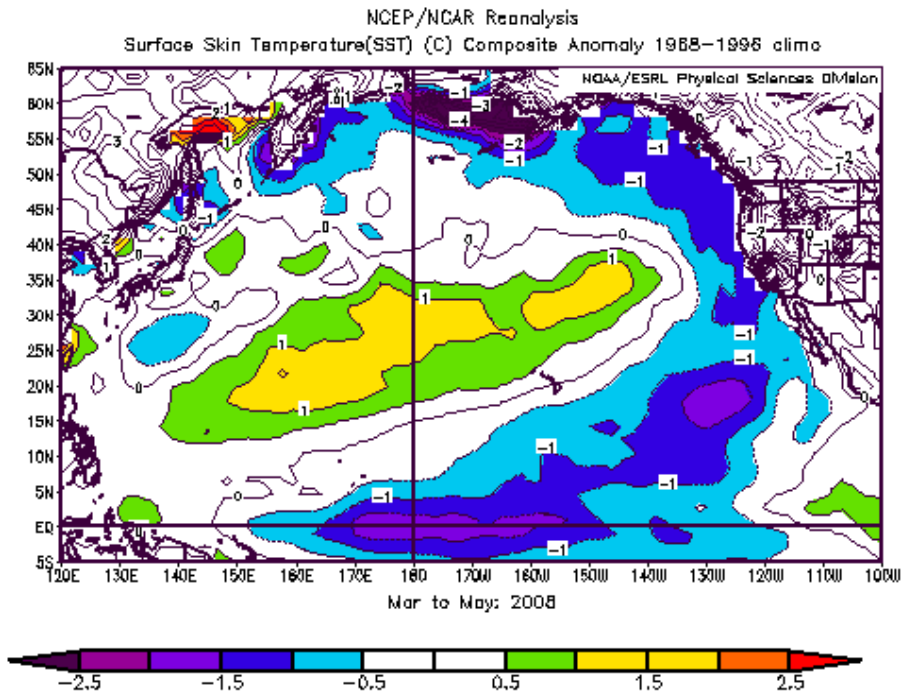 NCEP/NCAR Reanalysis
Surface Skin Temperature(SST) (C) Composite Anomaly 1968-1996 climo
NOAA/ESRL Physical Sciences Division
65N
60N
55N
50N
45N
40N
35N
30N
25N
20N
15N
10N
5N
EQ
5S
120E 130E 140E 150E 160E 170E 180 170W 160W 150W 140W 130W 120W 110W 100W
Mar to May: 2008
-2.5 -1.5 -0.5 0.5 1.5 2.5